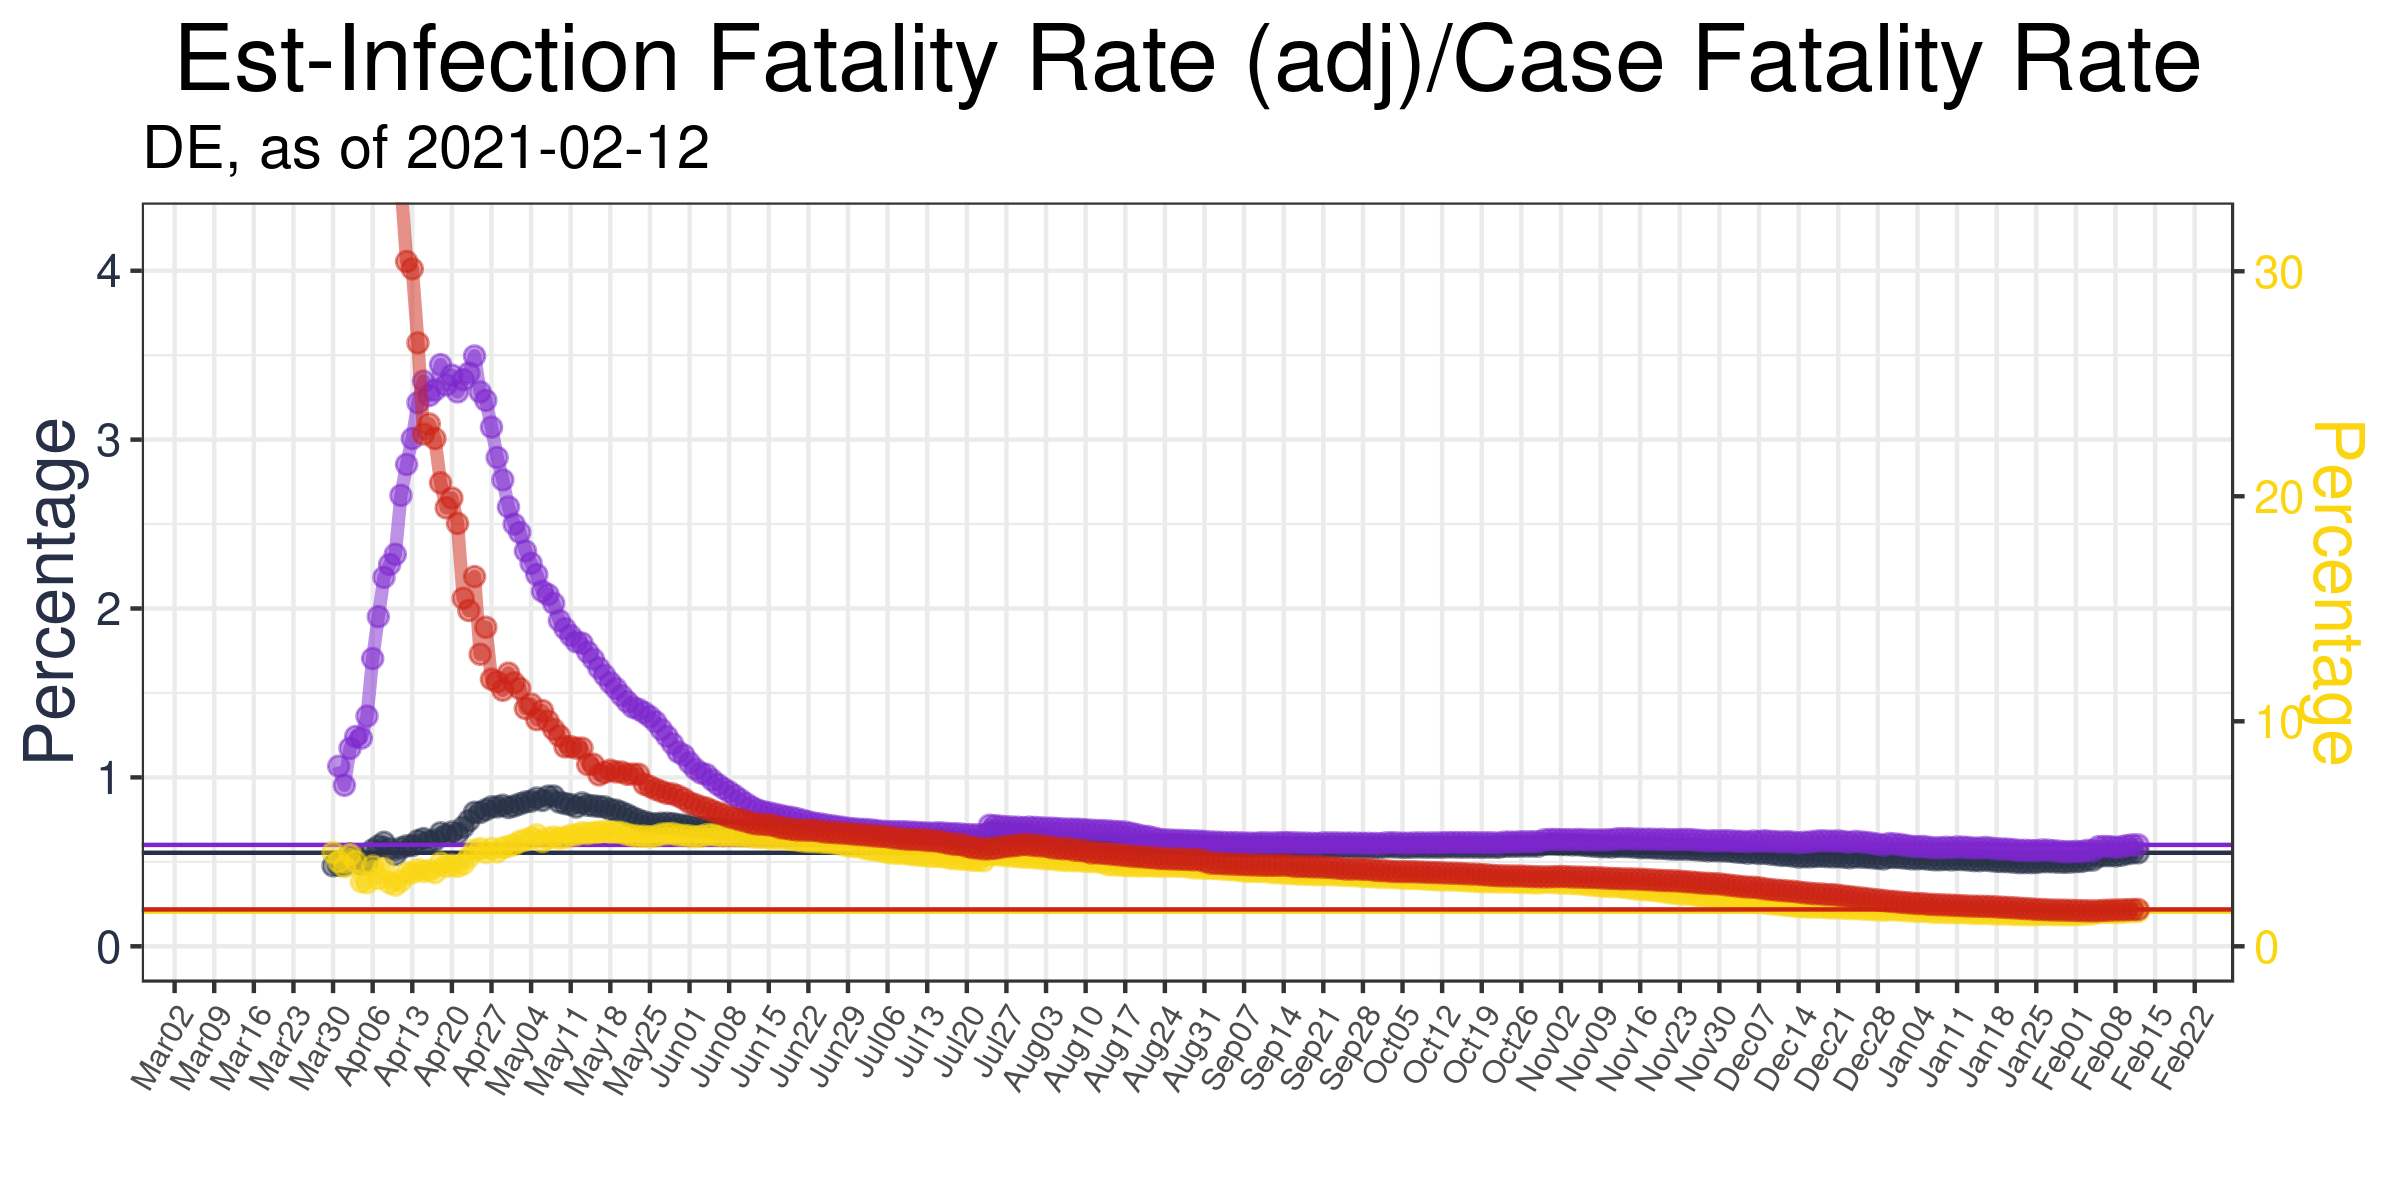 Est-Infection Fatality Rate (adj)/Case Fatality Rate
DE, as of 2021-02-12
Percentage
4
3
2
1
0
30
20
10
0
Percentage
Mar02
Mar09
Mar16
Mar23
Mar30
Apr06
Apr13
Apr20
Apr27
May04
May11
May18
May25
Jun01
Jun08
Jun15
Jun22
Jun29
Jul06
Jul13
Jul20
Jul27
Aug03
Aug10
Aug17
Aug24
Aug31
Sep07
Sep14
Sep21
Sep28
Oct05
Oct12
Oct19
Oct26
Nov02
Nov09
Nov16
Nov23
Nov30
Dec07
Dec14
Dec21
Dec28
Jan04
Jan11
Jan18
Jan25
Feb01
Feb08
Feb15
Feb22